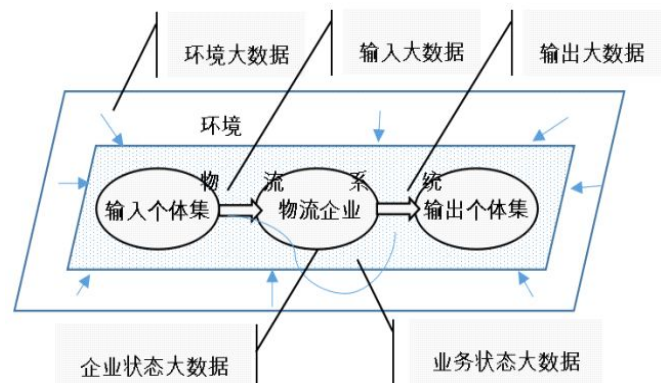 环境大数据
输入大数据
输出大数据
环境
物流系统
输入个体集
物流企业
输出个体集
企业状态大数据
业务状态大数据